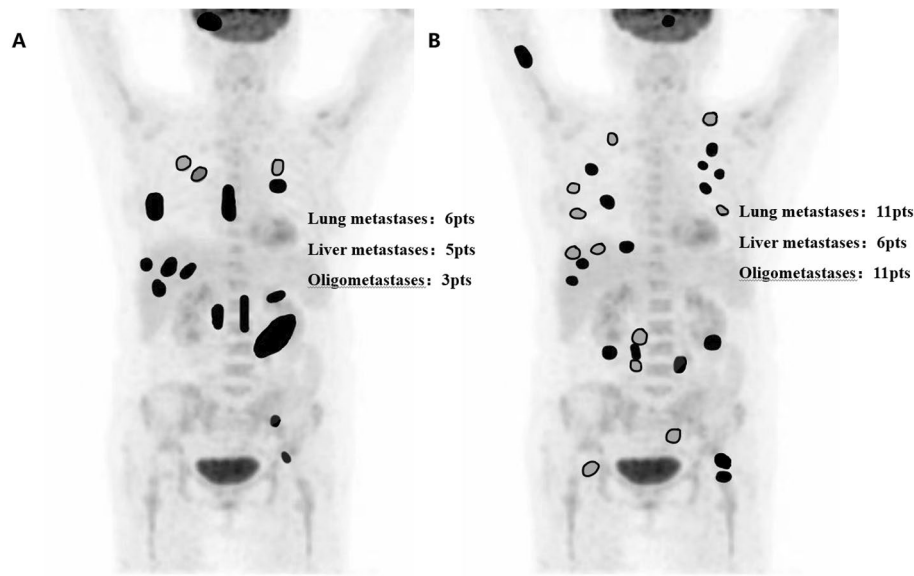 A
B
Lung metastases：6pts
Liver metastases：5pts
Oligometastases：3pts
Lung metastases：11pts
Liver metastases：6pts
Oligometastases：11pts